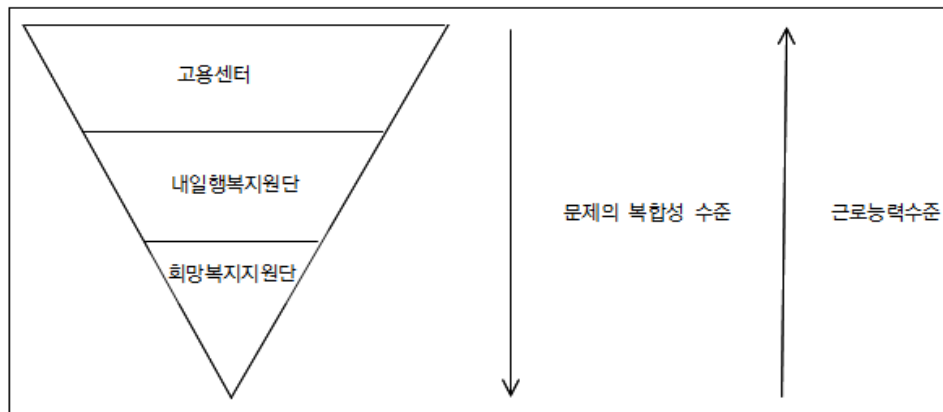 고용센터
내일행복지원단
문제의 복합성 수준
근로능력수준
희망복지지원단